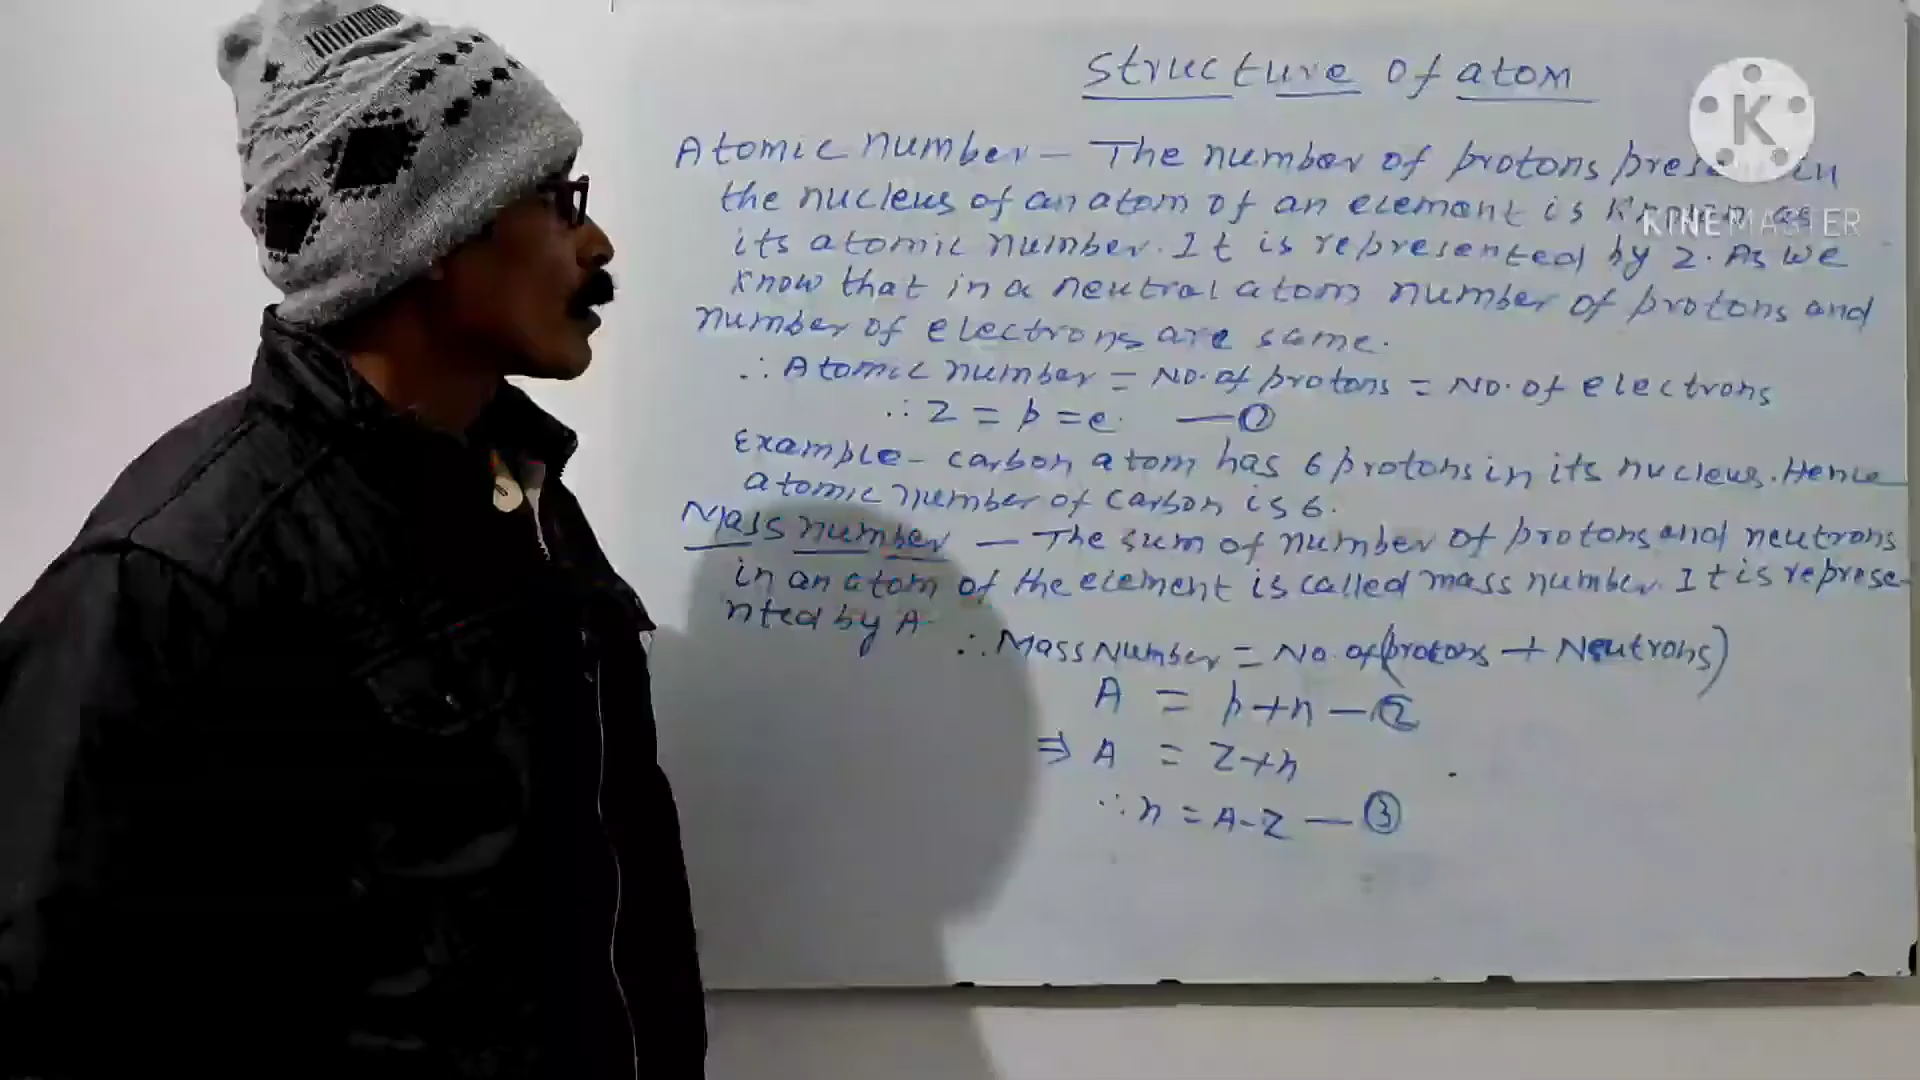 Structure of atom
Atomic number - The number of protons present in
the nucleus of an atom of an element is known as
its atomic number. It is represented by Z. As we
know that in a neutral atom number of protons and
number of electrons are same.
∴ Atomic number = No. of protons = No. of electrons
∴ Z = p = e. — ①
Example - carbon atom has 6 protons in its nucleus. Hence
atomic number of carbon is 6.
Mass number - The sum of number of protons and neutrons
in an atom of the element is called mass number. It is represe-
nted by A.
∴ Mass Number = No. of (protons + Neutrons)
A = p+n — ②
⇒ A = Z+n
∴ n = A-Z — ③
K
KINEMASTER